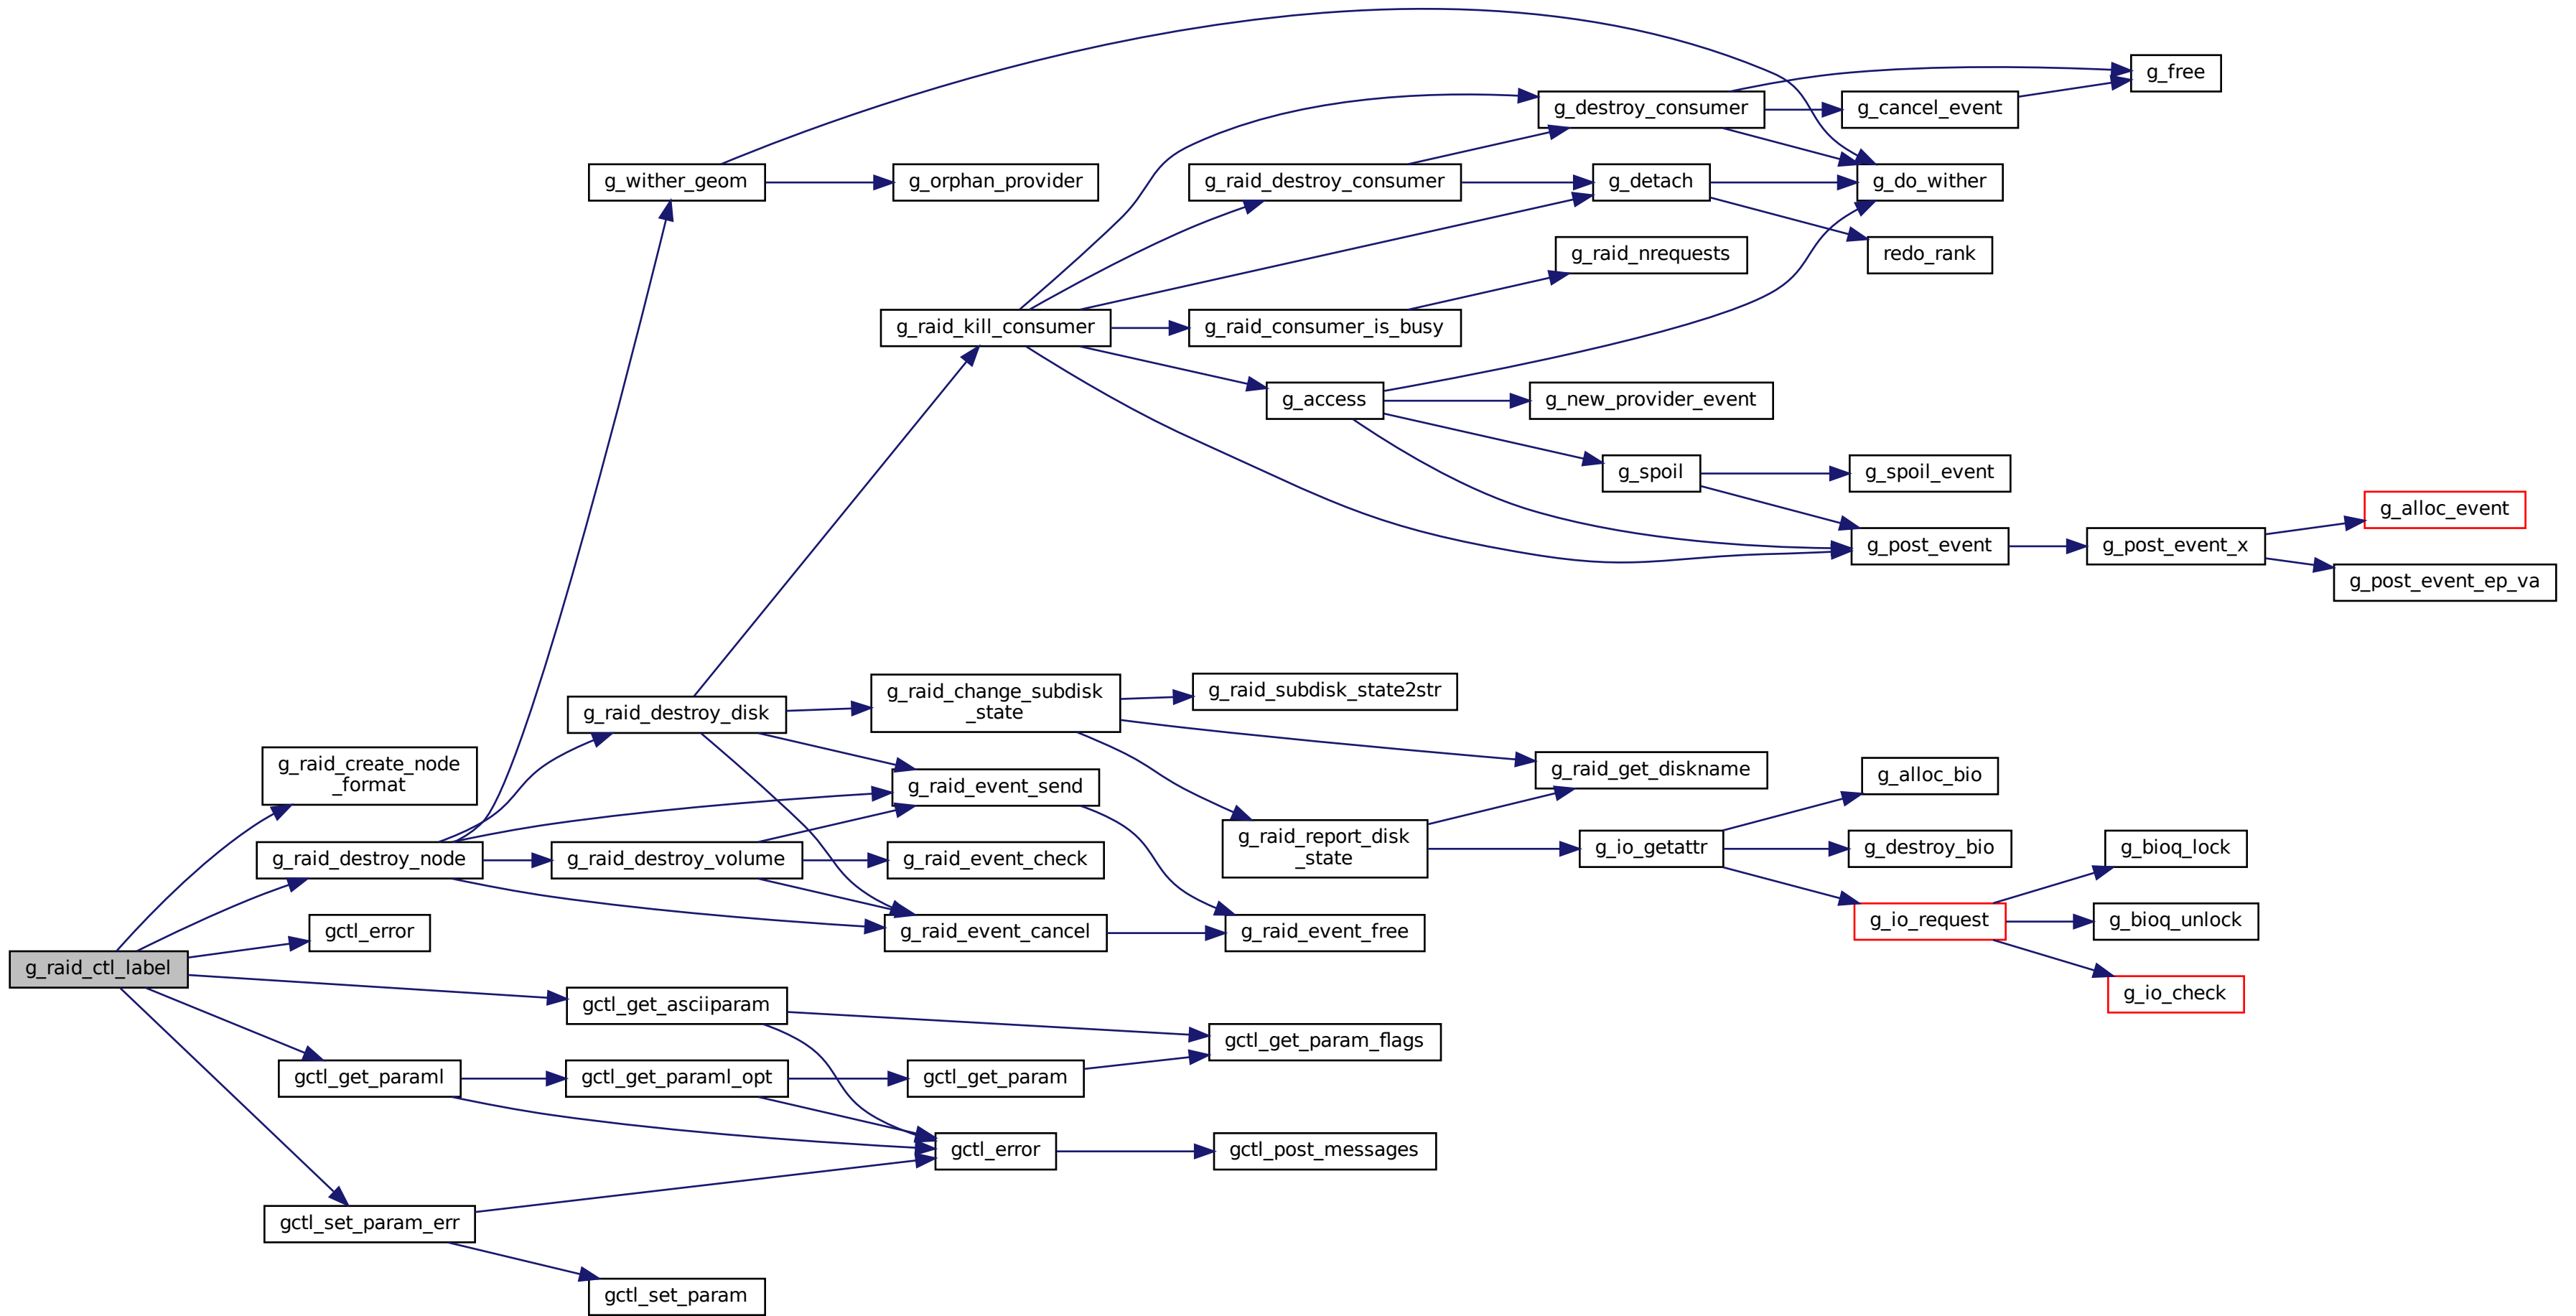 g_free
g_destroy_consumer
g_cancel_event
g_wither_geom
g_orphan_provider
g_raid_destroy_consumer
g_detach
g_do_wither
g_raid_nrequests
redo_rank
g_raid_kill_consumer
g_raid_consumer_is_busy
g_access
g_new_provider_event
g_spoil
g_spoil_event
g_alloc_event
g_post_event
g_post_event_x
g_post_event_ep_va
g_raid_change_subdisk
_state
g_raid_subdisk_state2str
g_raid_destroy_disk
g_raid_create_node
_format
g_raid_event_send
g_raid_get_diskname
g_alloc_bio
g_raid_report_disk
_state
g_raid_destroy_node
g_raid_destroy_volume
g_raid_event_check
g_io_getattr
g_destroy_bio
g_bioq_lock
gctl_error
g_raid_event_cancel
g_raid_event_free
g_io_request
g_bioq_unlock
g_raid_ctl_label
g_io_check
gctl_get_asciiparam
gctl_get_param_flags
gctl_get_paraml
gctl_get_paraml_opt
gctl_get_param
gctl_error
gctl_post_messages
gctl_set_param_err
gctl_set_param